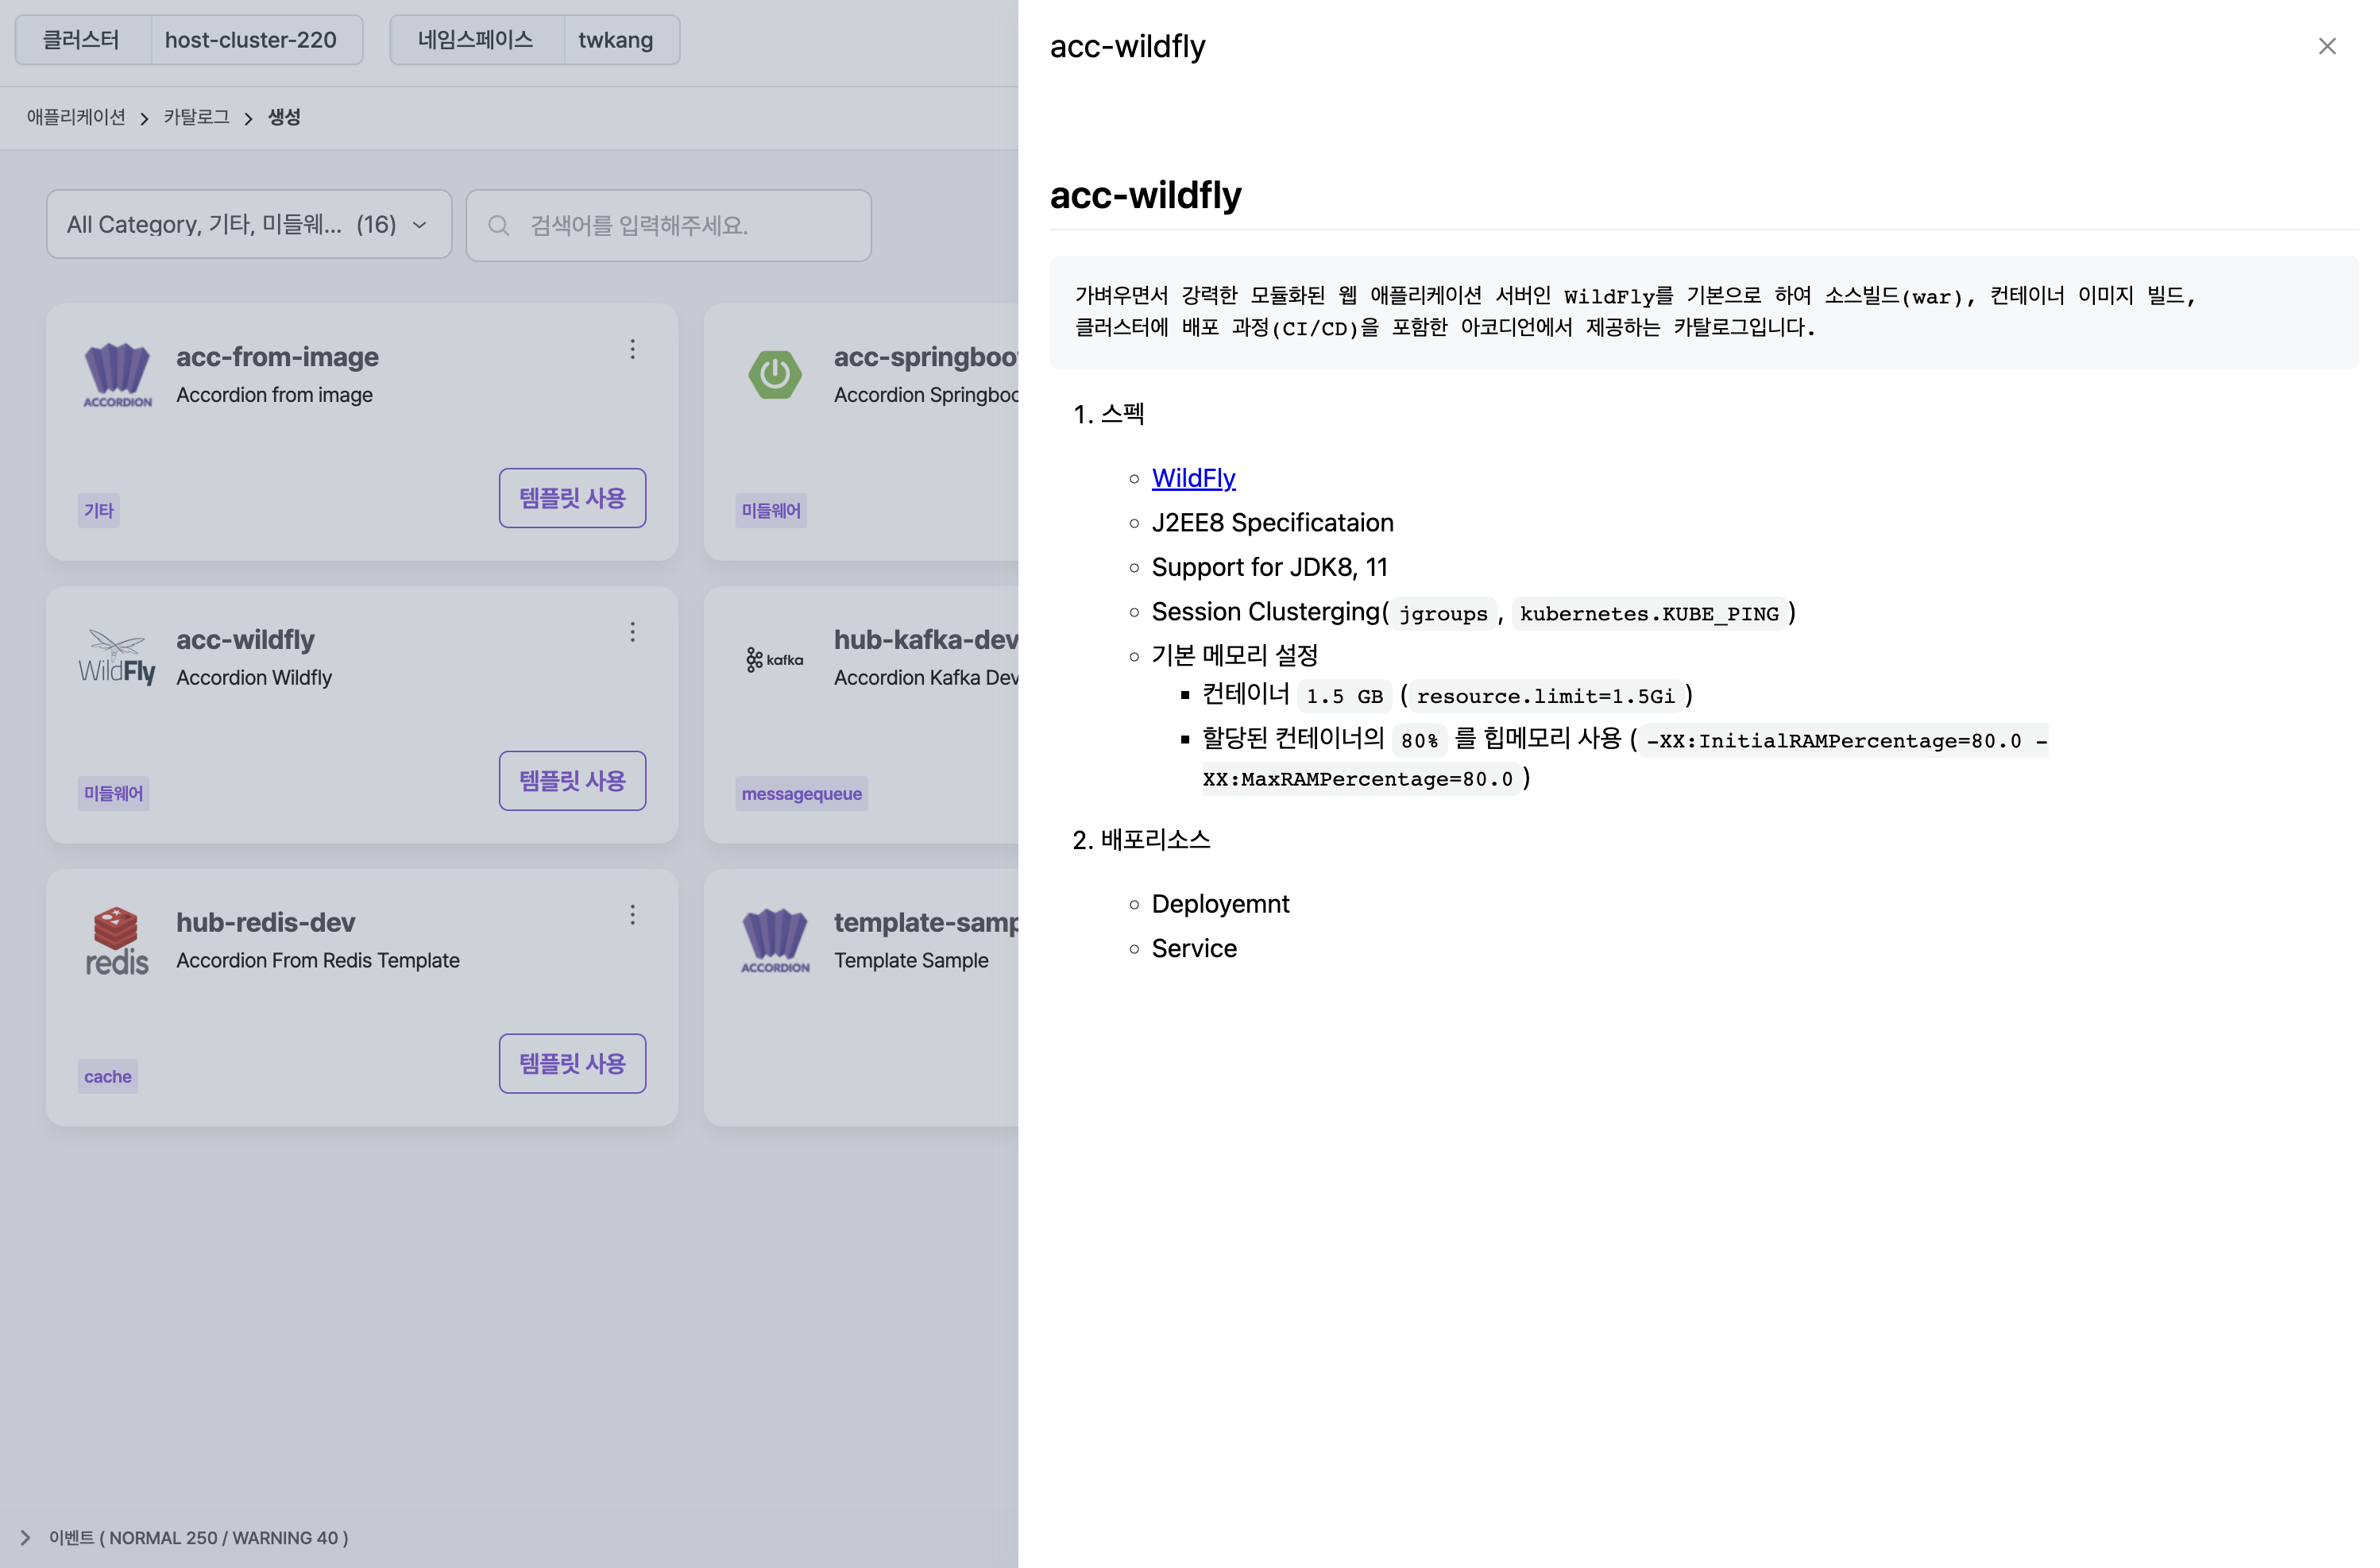 클러스터 host-cluster-220 네임스페이스 twkang
애플리케이션 카탈로그 생성
All Category, 기타, 미들웨... (16)
검색어를 입력해주세요.
ACCORDION
acc-from-image
Accordion from image
기타
템플릿 사용
acc-springboo
Accordion Springboo
미들웨어
WildFly
acc-wildfly
Accordion Wildfly
미들웨어
템플릿 사용
kafka
hub-kafka-dev
Accordion Kafka Dev
messagequeue
redis
hub-redis-dev
Accordion From Redis Template
cache
템플릿 사용
ACCORDION
template-samp
Template Sample
이벤트 ( NORMAL 250 / WARNING 40 )
acc-wildfly
acc-wildfly
가벼우면서 강력한 모듈화된 웹 애플리케이션 서버인 WildFly를 기본으로 하여 소스빌드(war), 컨테이너 이미지 빌드,
클러스터에 배포 과정(CI/CD)을 포함한 아코디언에서 제공하는 카탈로그입니다.
1. 스펙
WildFly
J2EE8 Specificataion
Support for JDK8, 11
Session Clusterging( jgroups , kubernetes.KUBE_PING )
기본 메모리 설정
컨테이너 1.5 GB ( resource.limit=1.5Gi )
할당된 컨테이너의 80% 를 힙메모리 사용 ( -XX:InitialRAMPercentage=80.0 -
XX:MaxRAMPercentage=80.0 )
2. 배포리소스
Deployemnt
Service